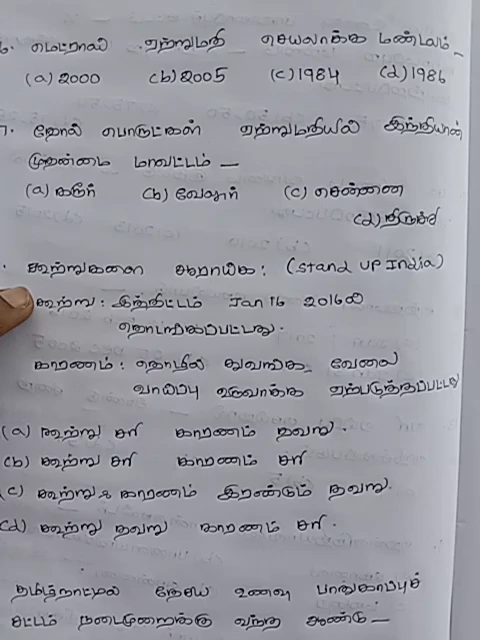 6. மெட்ராஸ் ஏற்றுமதி செயலாக்க மண்டலம் _
(a) 2000 (b) 2005 (c) 1984 (d) 1986
7. தோல் பொருட்கள் ஏற்றுமதியில் இந்தியாவின்
முதன்மை மாவட்டம் _
(a) கரூர் (b) வேலூர் (c) சென்னை
(d) திருச்சி
கூற்றுகளை ஆராய்க: (Stand UP India)
கூற்று: இத்திட்டம் Jan 16 2016ல்
தொடங்கப்பட்டது.
காரணம்: தொழில் துவங்க, வேலை
வாய்ப்பு உருவாக்க ஏற்படுத்தப்பட்டது
(a) கூற்று சரி காரணம் தவறு.
(b) கூற்று சரி காரணம் சரி
(c) கூற்று & காரணம் இரண்டும் தவறு.
(d) கூற்று தவறு காரணம் சரி.
தமிழ்நாட்டில் தேசிய உணவு பாதுகாப்புச்
சட்டம் நடைமுறைக்கு வந்த ஆண்டு _